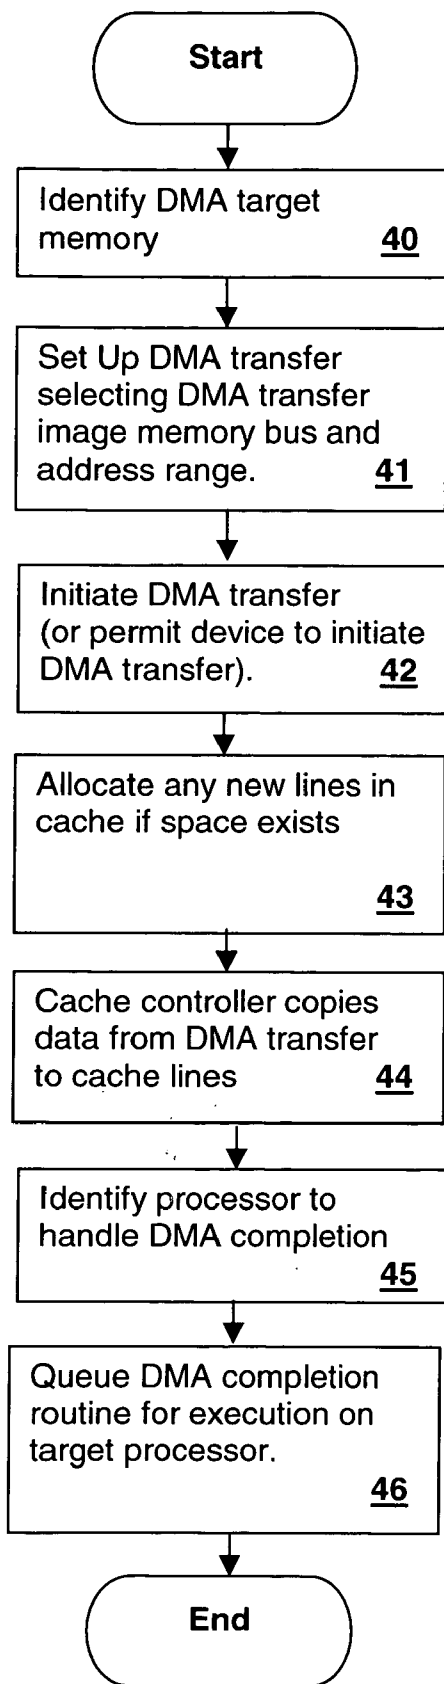 Start
Identify DMA target
memory 40
Set Up DMA transfer
selecting DMA transfer
image memory bus and
address range. 41
Initiate DMA transfer
(or permit device to initiate
DMA transfer). 42
Allocate any new lines in
cache if space exists
43
Cache controller copies
data from DMA transfer
to cache lines 44
Identify processor to
handle DMA completion
45
Queue DMA completion
routine for execution on
target processor.
46
End